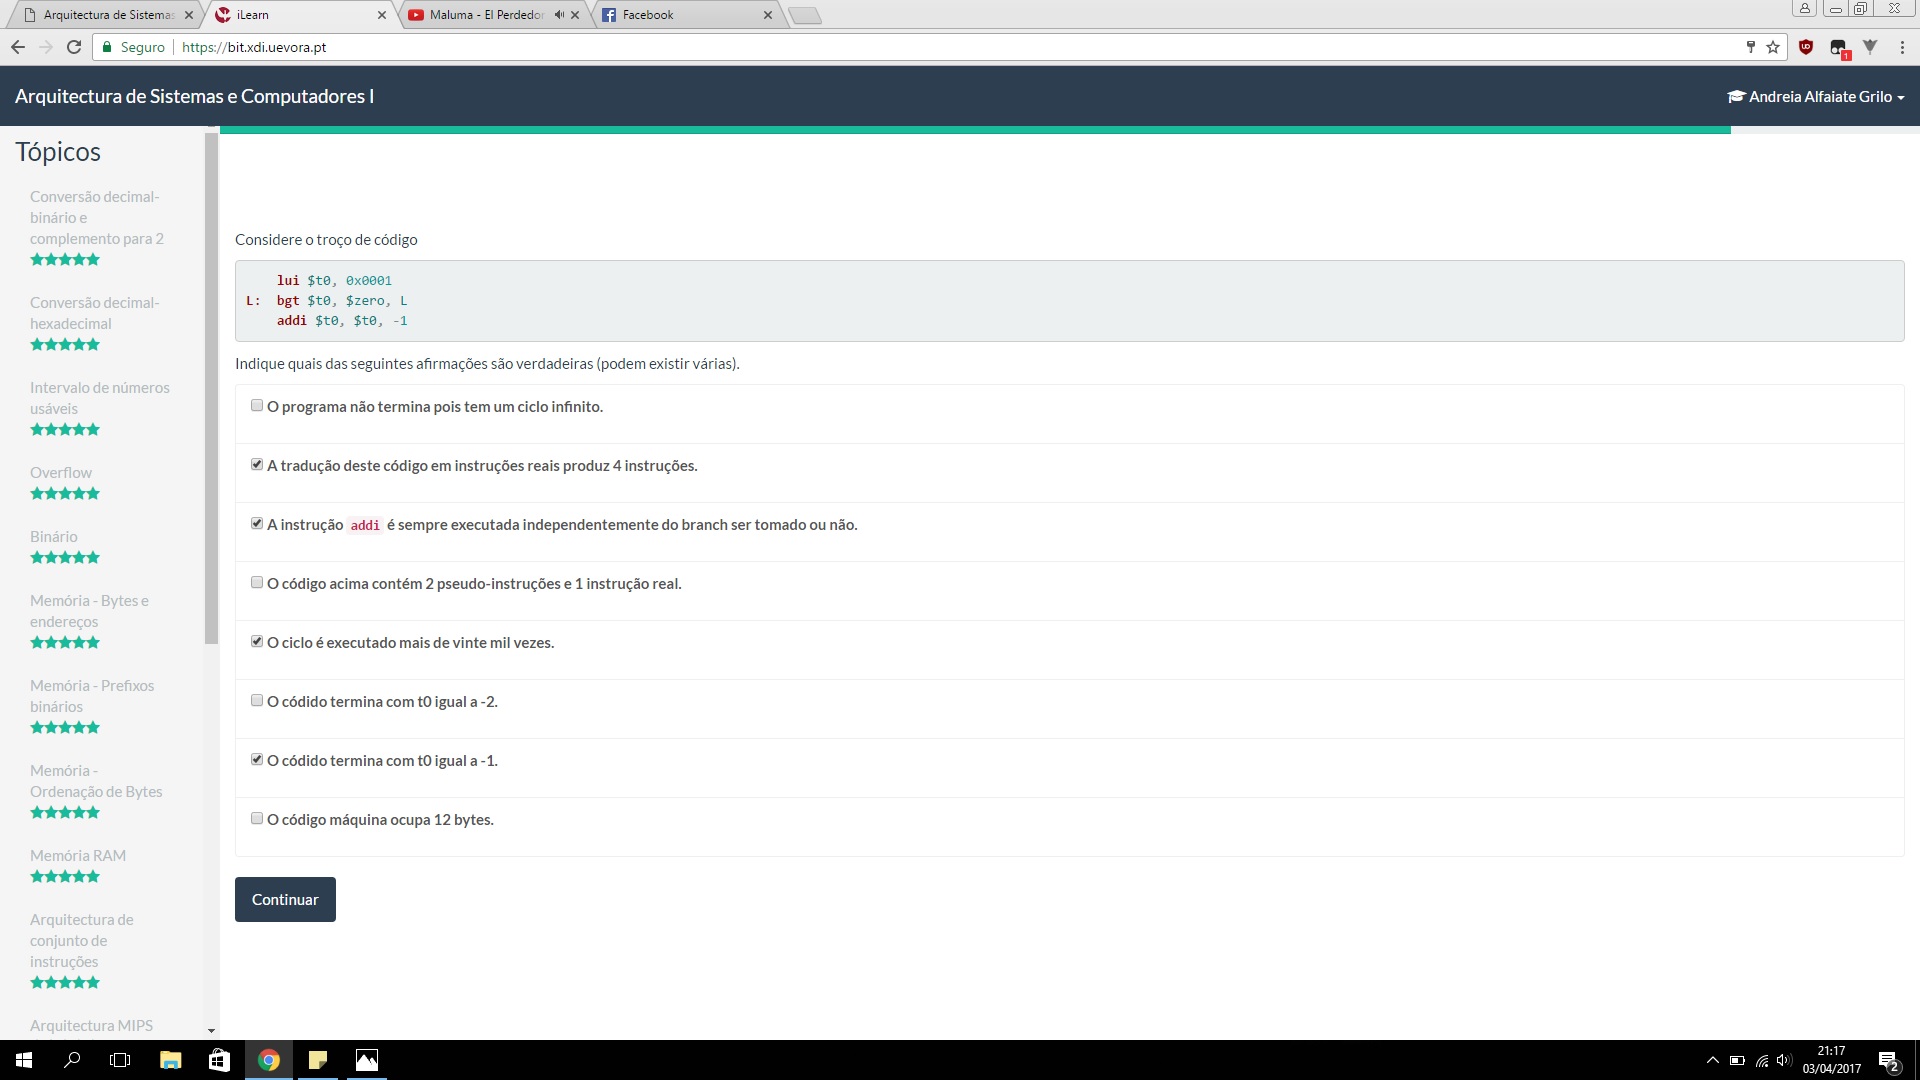 Arquitectura de Sistemas
iLearn
Maluma - El Perdedor
Facebook
Seguro
https://bit.xdi.uevora.pt
1
Arquitectura de Sistemas e Computadores I
Andreia Alfaiate Grilo
Tópicos
Conversão decimal-
binário e
complemento para 2
Conversão decimal-
hexadecimal
Intervalo de números
usáveis
Overflow
Binário
Memória - Bytes e
endereços
Memória - Prefixos
binários
Memória -
Ordenação de Bytes
Memória RAM
Arquitectura de
conjunto de
instruções
Arquitectura MIPS
Considere o troço de código
lui $t0, 0x0001
L: bgt $t0, $zero, L
addi $t0, $t0, -1
Indique quais das seguintes afirmações são verdadeiras (podem existir várias).
O programa não termina pois tem um ciclo infinito.
A tradução deste código em instruções reais produz 4 instruções.
A instrução addi é sempre executada independentemente do branch ser tomado ou não.
O código acima contém 2 pseudo-instruções e 1 instrução real.
O ciclo é executado mais de vinte mil vezes.
O códido termina com t0 igual a -2.
O códido termina com t0 igual a -1.
O código máquina ocupa 12 bytes.
Continuar
21:17
03/04/2017
2